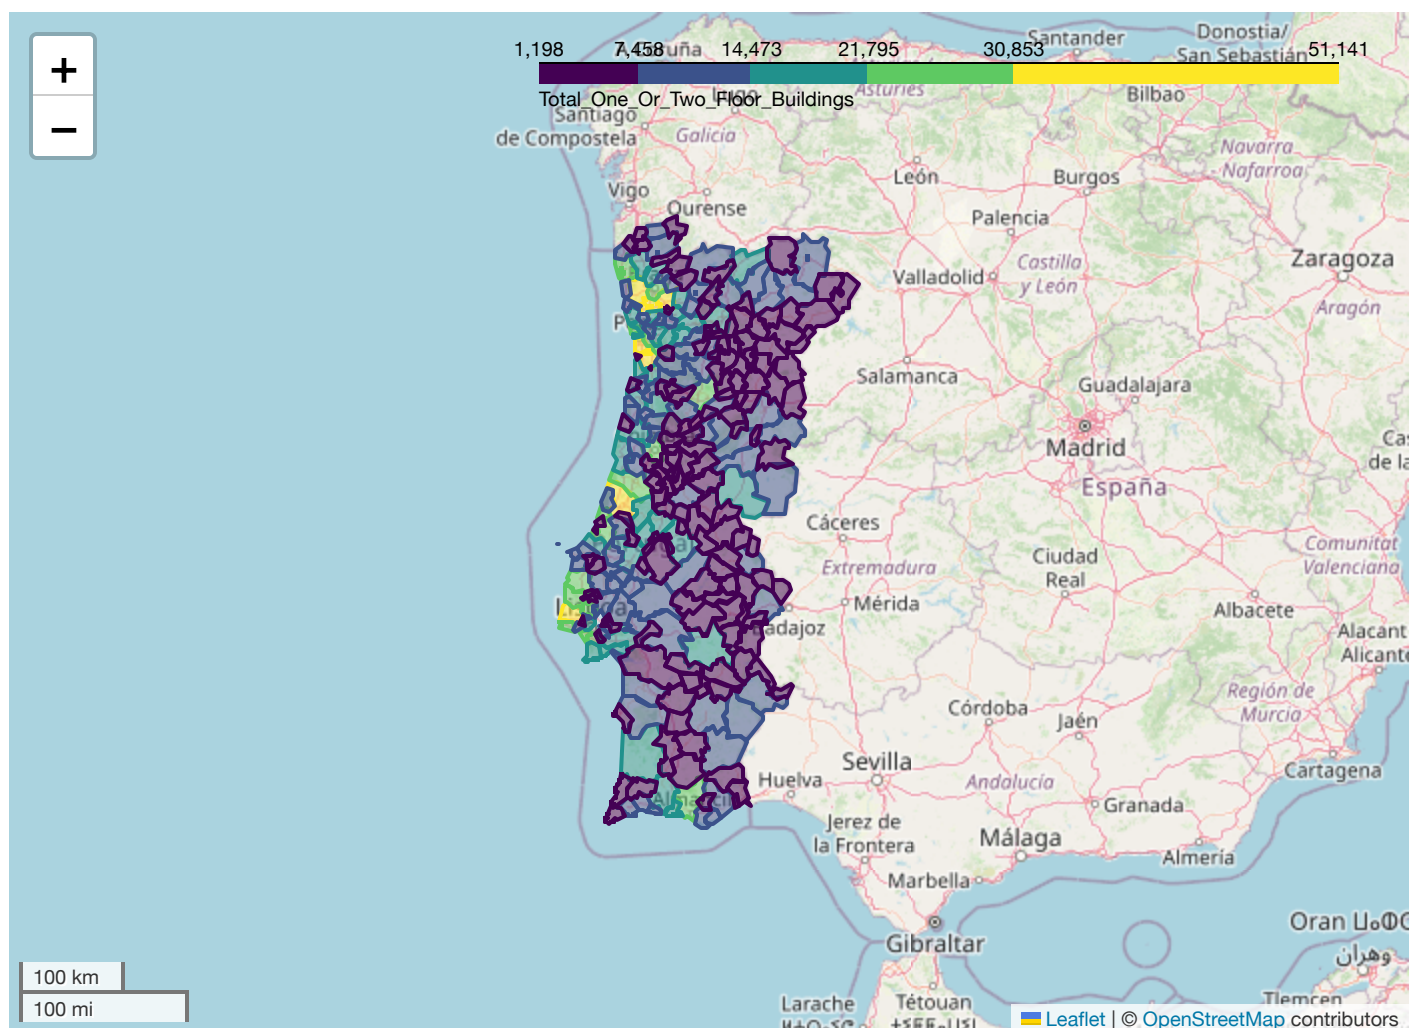 +
−
1,198
7,458
14,473
21,795
30,853
51,141
Total_One_Or_Two_Floor_Buildings
Santander
Donostia/
San Sebastián
Asturies
Lugo
Bilbao
Santiago
de Compostela
Galicia
Navarra
- Nafarroa
León
Burgos
Vigo
Ourense
Palencia
Zaragoza
Valladolid
Castilla
y León
Aragón
Salamanca
Guadalajara
Madrid
España
Cáceres
Extremadura
Ciudad
Real
Comunitat
Valenciana
Mérida
Albacete
Badajoz
Alacant
Alicante
Región de
Murcia
Córdoba
Jaén
Sevilla
Huelva
Andalucía
Cartagena
Granada
Jerez de
la Frontera
Málaga
Almería
Marbella
Gibraltar
Oran
وهران
Larache
Tétouan
Tlemcen
100 km
100 mi
Leaflet | © OpenStreetMap contributors